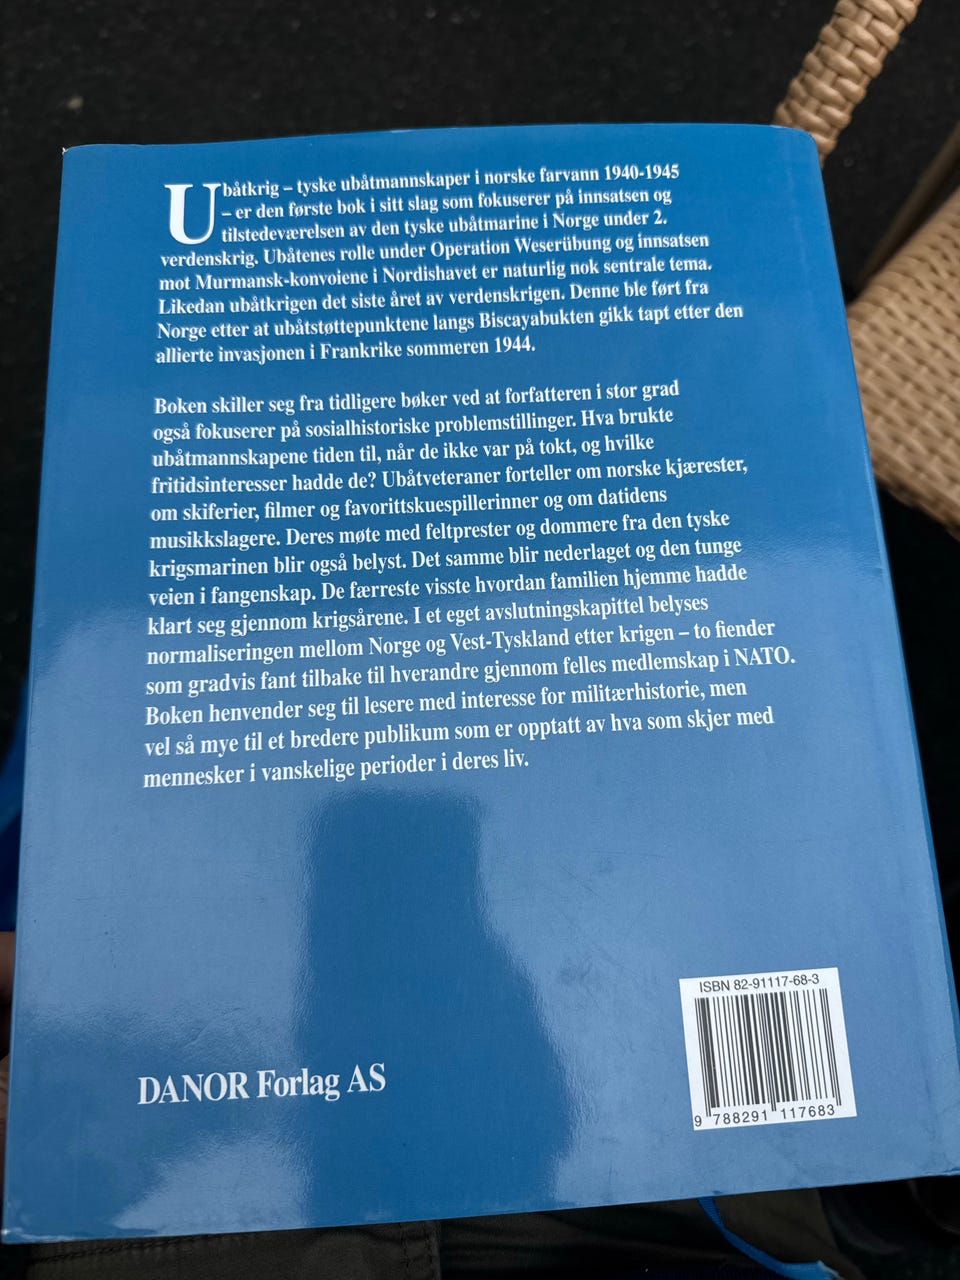 Ubåtkrig – tyske ubåtmannskaper i norske farvann 1940-1945
– er den første bok i sitt slag som fokuserer på innsatsen og
tilstedeværelsen av den tyske ubåtmarine i Norge under 2.
verdenskrig. Ubåtenes rolle under Operation Weserübung og innsatsen
mot Murmansk-konvoiene i Nordishavet er naturlig nok sentrale tema.
Likedan ubåtkrigen det siste året av verdenskrigen. Denne ble ført fra
Norge etter at ubåtstøttepunktene langs Biscayabukten gikk tapt etter den
allierte invasjonen i Frankrike sommeren 1944.
Boken skiller seg fra tidligere bøker ved at forfatteren i stor grad
også fokuserer på sosialhistoriske problemstillinger. Hva brukte
ubåtmannskapene tiden til, når de ikke var på tokt, og hvilke
fritidsinteresser hadde de? Ubåtveteraner forteller om norske kjærester,
om skiferier, filmer og favorittskuespillerinner og om datidens
musikkslagere. Deres møte med feltprester og dommere fra den tyske
krigsmarinen blir også belyst. Det samme blir nederlaget og den tunge
veien i fangenskap. De færreste visste hvordan familien hjemme hadde
klart seg gjennom krigsårene. I et eget avslutningskapittel belyses
normaliseringen mellom Norge og Vest-Tyskland etter krigen – to fiender
som gradvis fant tilbake til hverandre gjennom felles medlemskap i NATO.
Boken henvender seg til lesere med interesse for militærhistorie, men
vel så mye til et bredere publikum som er opptatt av hva som skjer med
mennesker i vanskelige perioder i deres liv.
ISBN 82-91117-68-3
9 788291 117683
DANOR Forlag AS